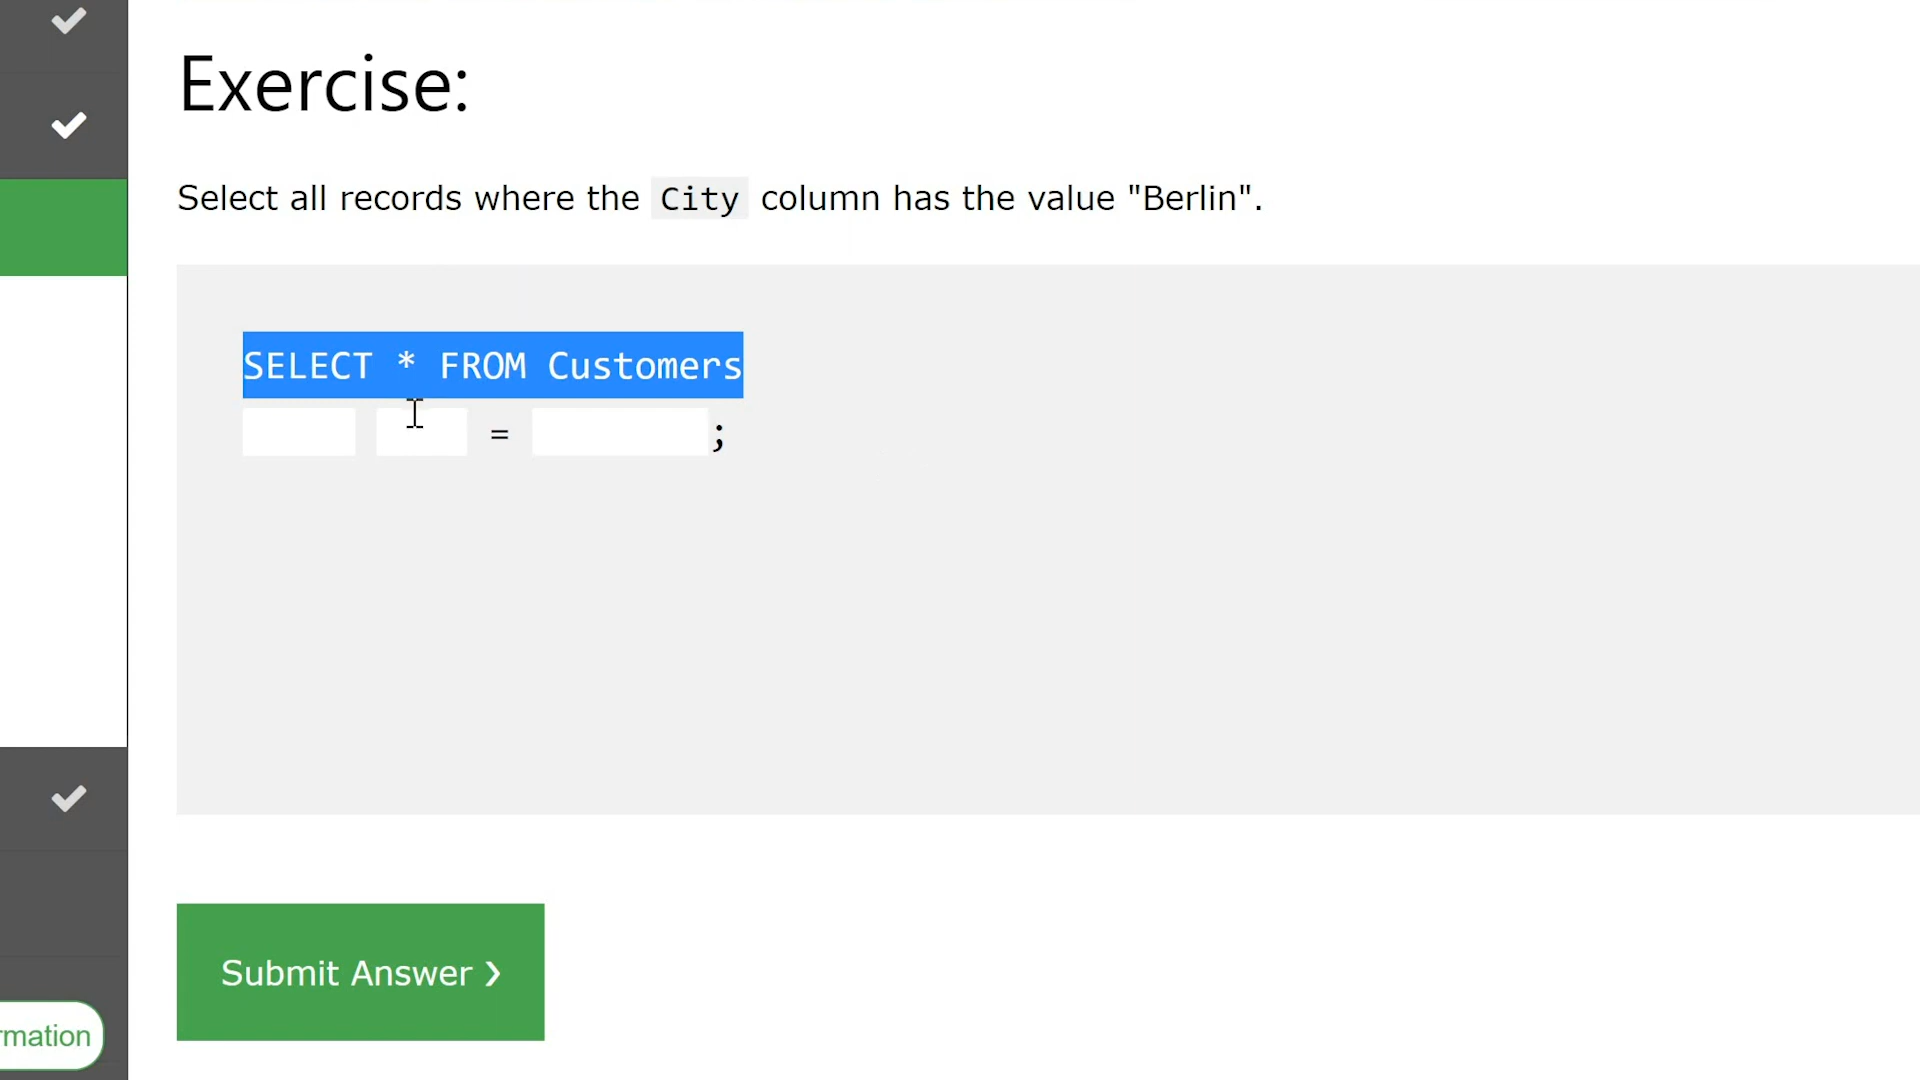 Exercise:
Select all records where the City column has the value "Berlin".
SELECT * FROM Customers
= ;
Submit Answer ❯
rmation